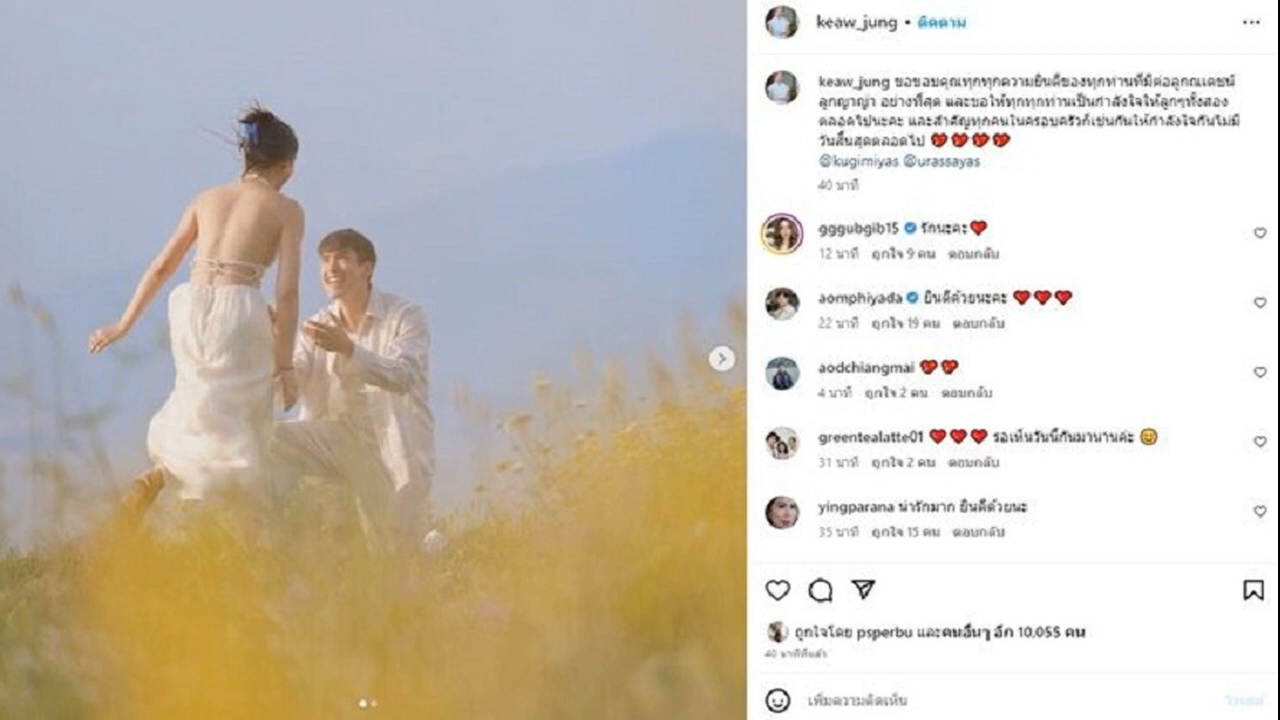 keaw_jung • ติดตาม
keaw_jung ขอขอบคุณทุกทุกความยินดีของทุกท่านที่มีต่อลูกณเดชน์
ลูกญาญ่า อย่างที่สุด และขอให้ทุกทุกท่านเป็นกำลังใจให้ลูกๆทั้งสอง
ตลอดไปนะคะ และสำคัญทุกคนในครอบครัวก็เช่นกันให้กำลังใจกันไม่มี
วันสิ้นสุดตลอดไป ❤️❤️❤️❤️
@kugimiyas @urassayas
40 นาที
gggubgib15 รักนะคะ❤️
12 นาที ถูกใจ 9 คน ตอบกลับ
aomphiyada ยินดีด้วยนะคะ ❤️❤️❤️
22 นาที ถูกใจ 19 คน ตอบกลับ
aodchiangmai ❤️❤️
4 นาที ถูกใจ 2 คน ตอบกลับ
greentealatte01 ❤️❤️❤️ รอเห็นวันนี้กันมานานค่ะ 😊
31 นาที ถูกใจ 2 คน ตอบกลับ
yingparana น่ารักมาก ยินดีด้วยนะ
35 นาที ถูกใจ 15 คน ตอบกลับ
ถูกใจโดย psperbu และคนอื่นๆ อีก 10,055 คน
40 นาทีที่แล้ว
เพิ่มความคิดเห็น
โพสต์